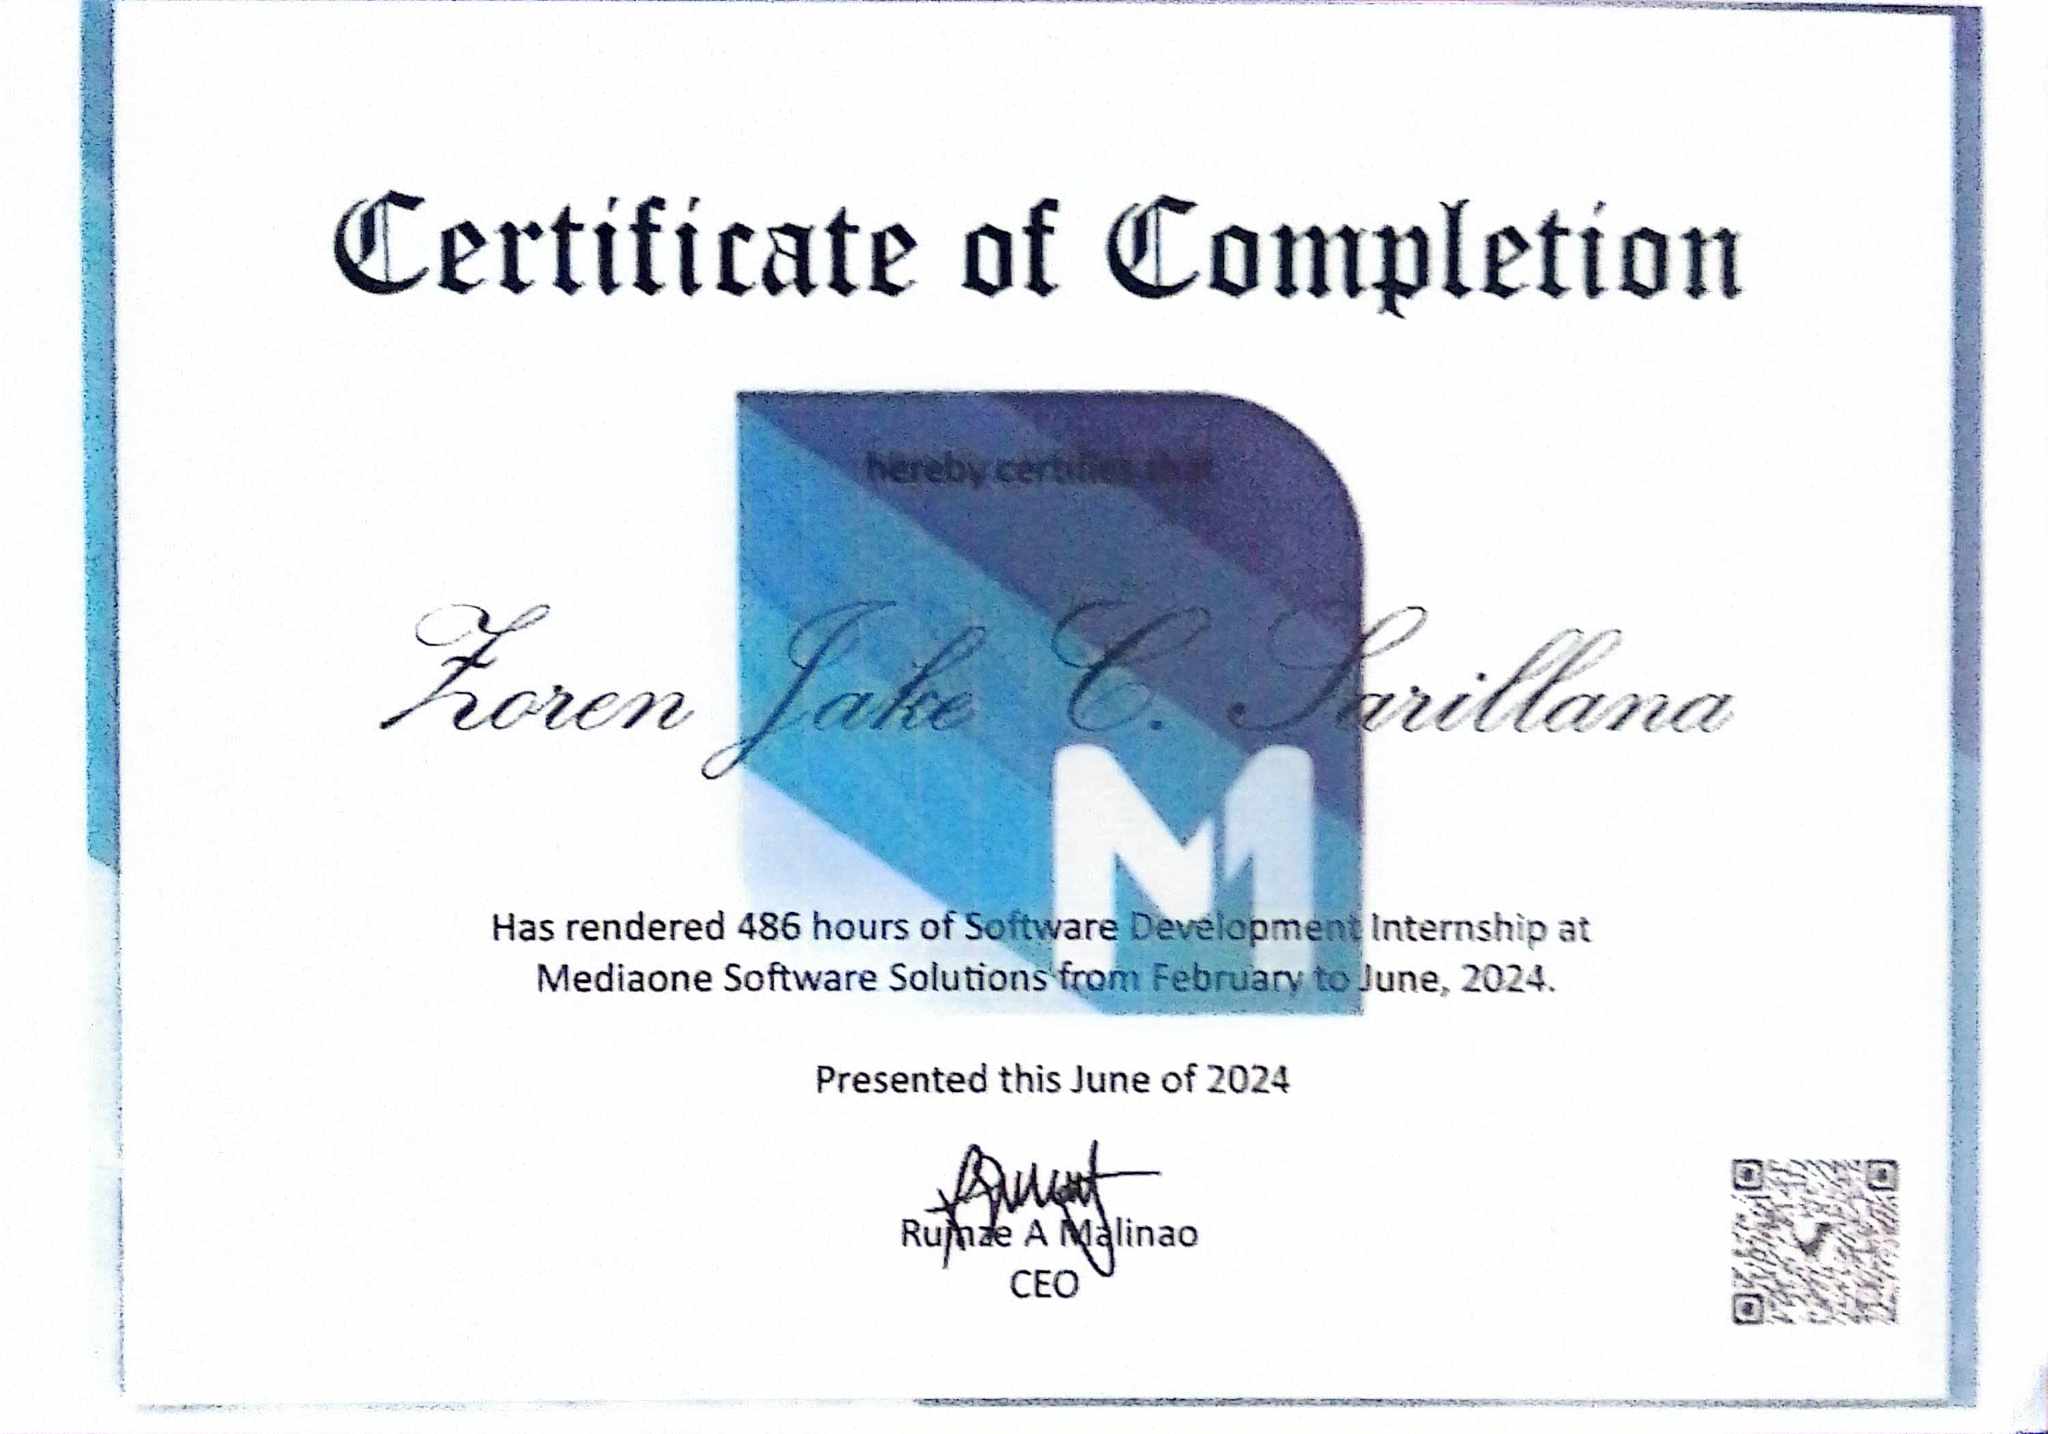 Certificate of Completion
hereby certifies that
Zoren Jake C. Sarillana
M1
Has rendered 486 hours of Software Development Internship at
Mediaone Software Solutions from February to June, 2024.
Presented this June of 2024
A Malinao
CEO